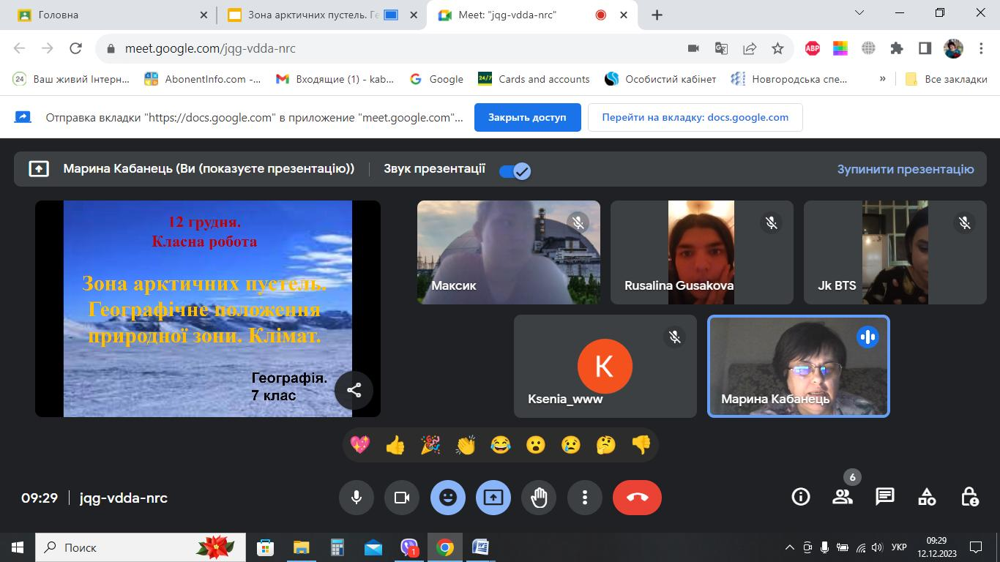 Головна
Зона арктичних пустель. Ге
Meet: "jqg-vdda-nrc"
meet.google.com/jqg-vdda-nrc
ABP
24
Ваш живий Інтерн...
AbonentInfo.com -...
Входящие (1) - kab...
Google
24/7
Cards and accounts
Особистий кабінет
Новгородська спе...
»
Все закладки
Отправка вкладки "https://docs.google.com" в приложение "meet.google.com"...
Закрыть доступ
Перейти на вкладку: docs.google.com
Марина Кабанець (Ви (показуєте презентацію))
Звук презентації
Зупинити презентацію
12 грудня.
Класна робота
Зона арктичних пустель.
Географічне положення
природної зони. Клімат.
Географія.
7 клас
Максик
Rusalina Gusakova
Jk BTS
K
Ksenia_www
Марина Кабанець
09:29
jqg-vdda-nrc
6
Поиск
1
УКР
09:29
12.12.2023